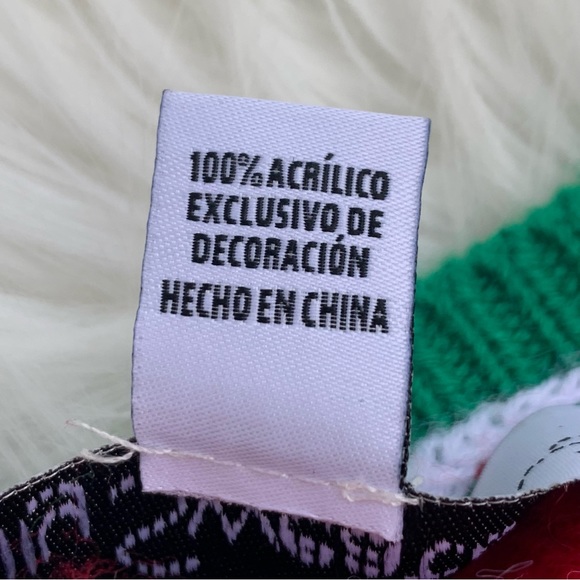 100% ACRÍLICO
EXCLUSIVO DE
DECORACIÓN
HECHO EN CHINA